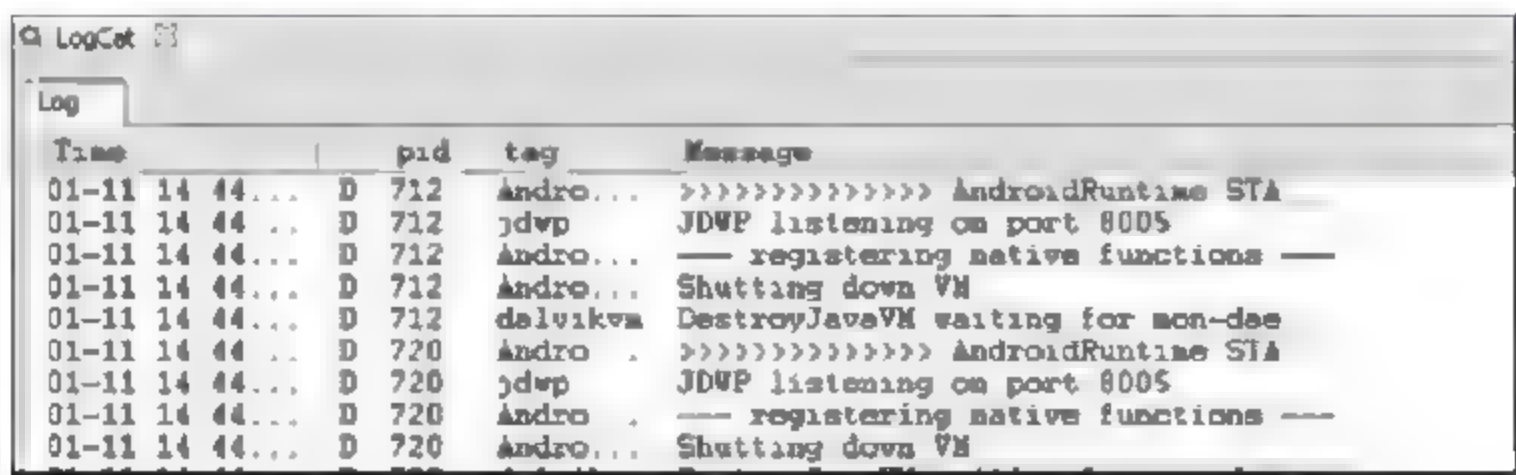 LogCat
Log
Time pid tag Message
01-11 14 44... D 712 Andro... >>>>>>>>>>>>>> AndroidRuntime STA
01-11 14 44 .. D 712 jdwp JDWP listening on port 8005
01-11 14 44... D 712 Andro... --- registering native functions ---
01-11 14 44... D 712 Andro... Shutting down VM
01-11 14 44... D 712 dalvikvm DestroyJavaVM waiting for non-dae
01-11 14 44 .. D 720 Andro . >>>>>>>>>>>>>> AndroidRuntime STA
01-11 14 44... D 720 jdwp JDWP listening on port 8005
01-11 14 44 .. D 720 Andro . --- registering native functions ---
01-11 14 44... D 720 Andro... Shutting down VM